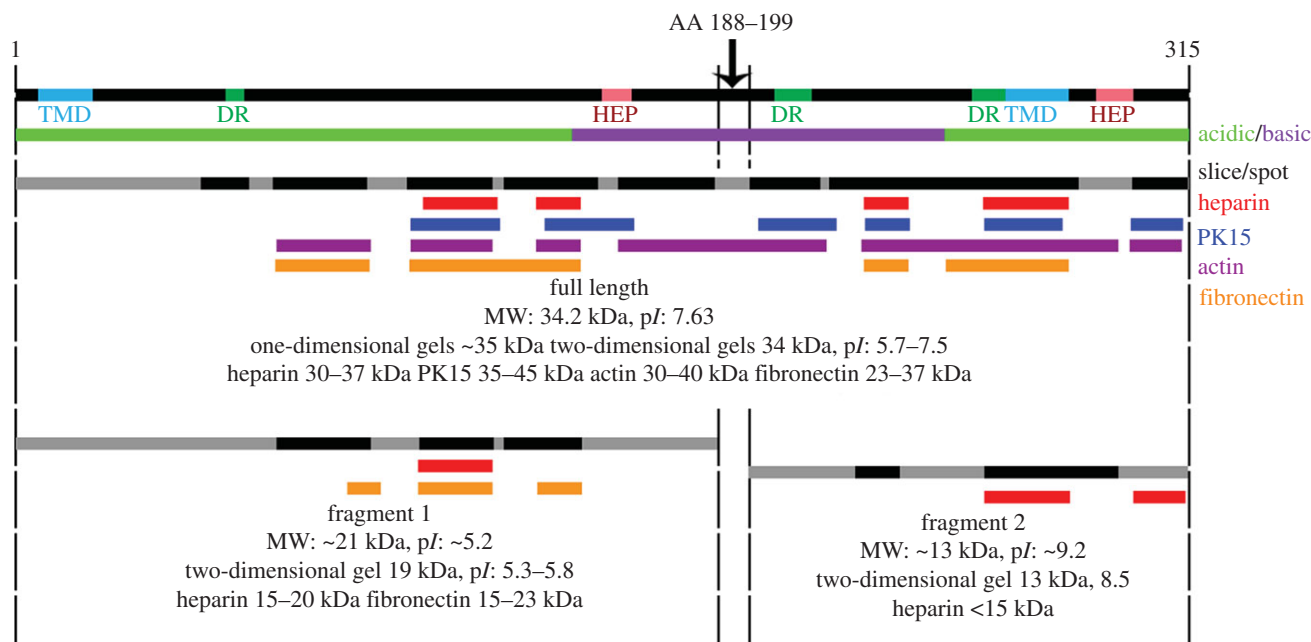 AA 188–199
1 315
TMD DR HEP DR DR TMD HEP
acidic/basic
slice/spot
heparin
PK15
actin
fibronectin
full length
MW: 34.2 kDa, pI: 7.63
one-dimensional gels ~35 kDa two-dimensional gels 34 kDa, pI: 5.7–7.5
heparin 30–37 kDa PK15 35–45 kDa actin 30–40 kDa fibronectin 23–37 kDa
fragment 1
MW: ~21 kDa, pI: ~5.2
two-dimensional gel 19 kDa, pI: 5.3–5.8
heparin 15–20 kDa fibronectin 15–23 kDa
fragment 2
MW: ~13 kDa, pI: ~9.2
two-dimensional gel 13 kDa, 8.5
heparin <15 kDa